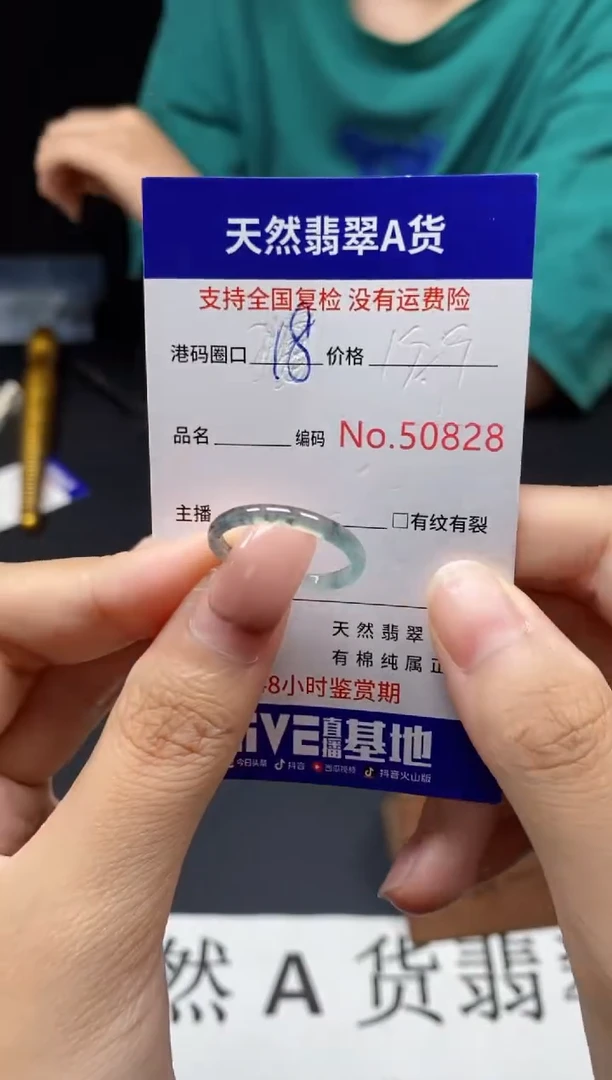 天然翡翠A货
支持全国复检 没有运费险
港码圈口 18 价格
品名 编码 No.50828
主播 □有纹有裂
天然翡翠
有棉纯属
8小时鉴赏期
iVE直播基地
今日头条 抖音 西瓜视频 抖音火山版
然 A 货翡